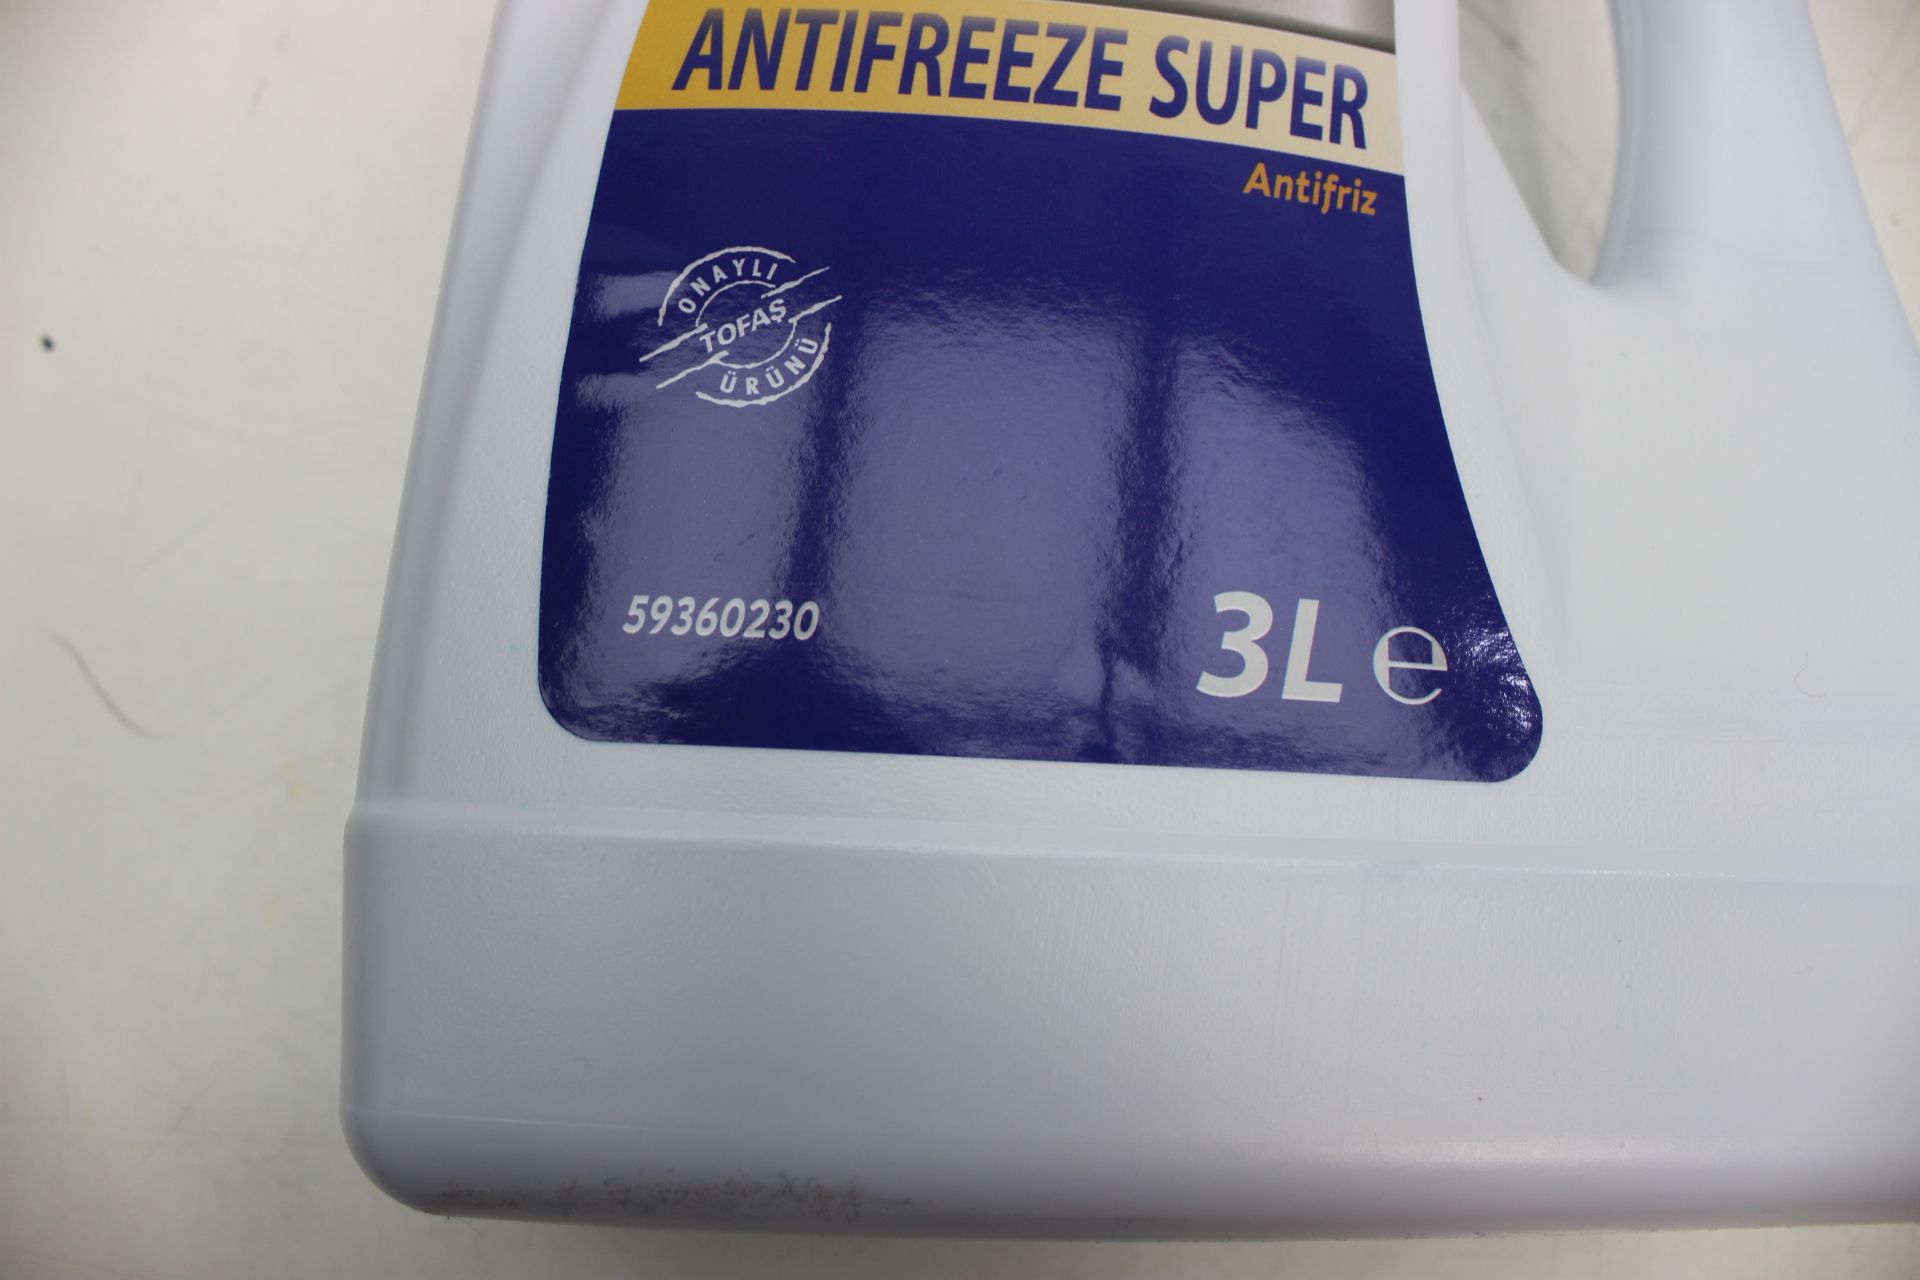 ANTIFREEZE SUPER
Antifriz
ONAYLI
TOFAŞ
ÜRÜNÜ
59360230
3L e